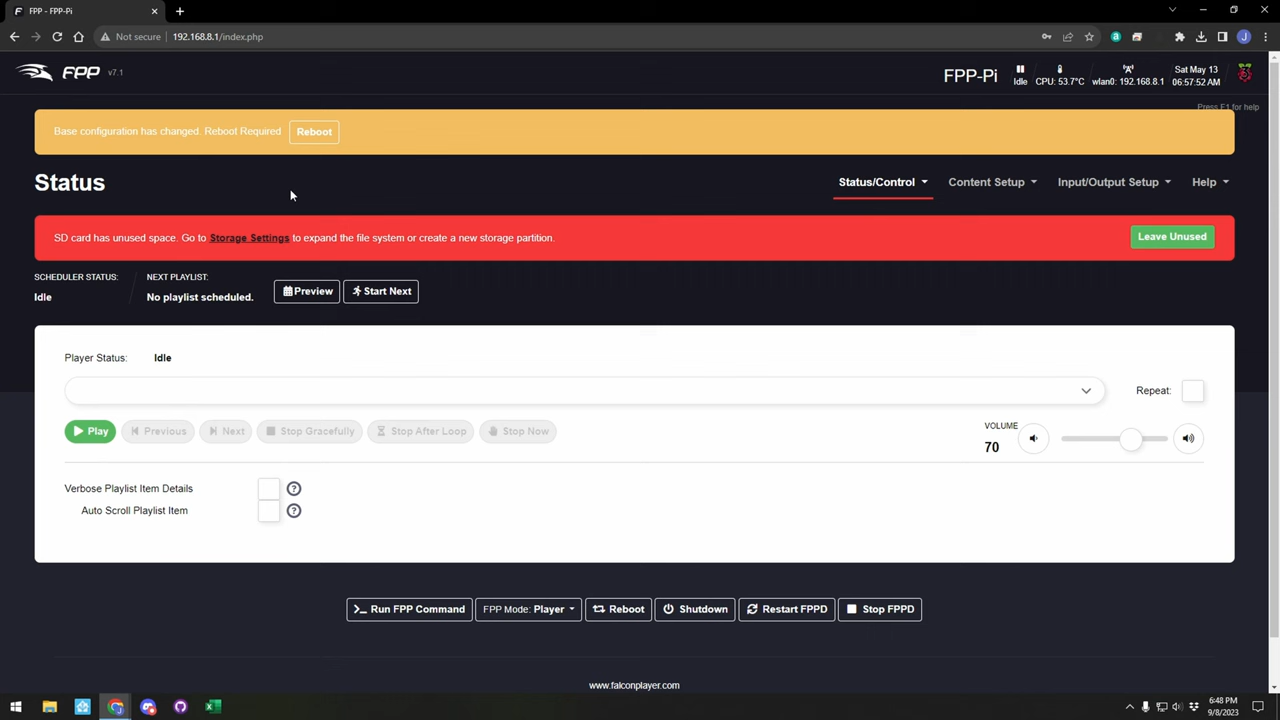 FPP - FPP-Pi
Not secure
192.168.8.1/index.php
J
FPP v7.1
FPP-Pi
Idle
CPU: 53.7°C
wlan0: 192.168.8.1
Sat May 13
06:57:52 AM
Press F1 for help
Base configuration has changed. Reboot Required
Reboot
Status
Status/Control
Content Setup
Input/Output Setup
Help
SD card has unused space. Go to Storage Settings to expand the file system or create a new storage partition.
Leave Unused
SCHEDULER STATUS:
Idle
NEXT PLAYLIST:
No playlist scheduled.
Preview
Start Next
Player Status: Idle
Repeat:
Play
Previous
Next
Stop Gracefully
Stop After Loop
Stop Now
VOLUME
70
Verbose Playlist Item Details
Auto Scroll Playlist Item
Run FPP Command
FPP Mode: Player
Reboot
Shutdown
Restart FPPD
Stop FPPD
www.falconplayer.com
6:48 PM
9/8/2023